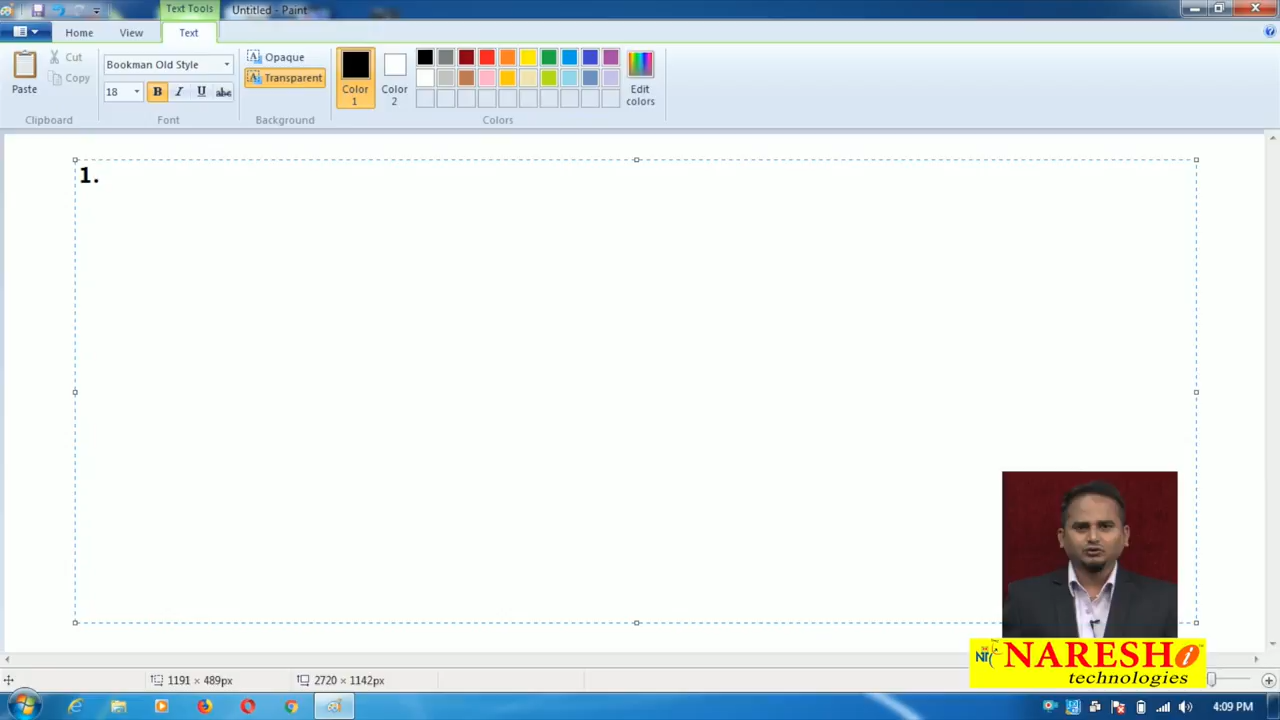 Text Tools
Untitled - Paint
Home
View
Text
Paste
Cut
Copy
Clipboard
Bookman Old Style
18
B
I
U
abc
Font
A Opaque
A Transparent
Background
Color
1
Color
2
Edit
colors
Colors
1.
NT
NARESH i
technologies
1191 × 489px
2720 × 1142px
4:09 PM